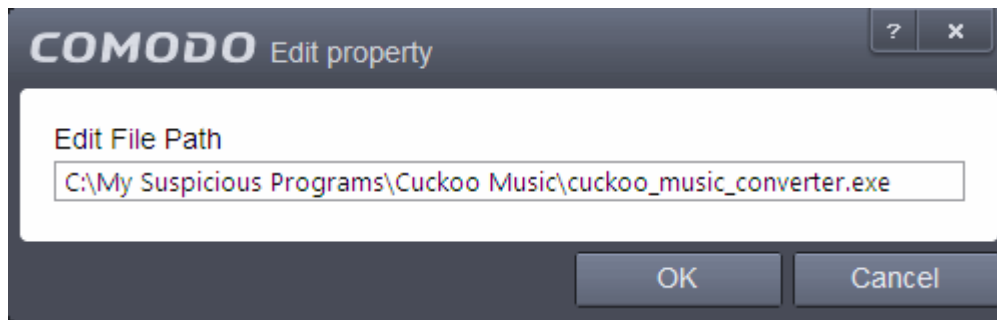 COMODO Edit property
? ×
Edit File Path
C:\My Suspicious Programs\Cuckoo Music\cuckoo_music_converter.exe
OK Cancel